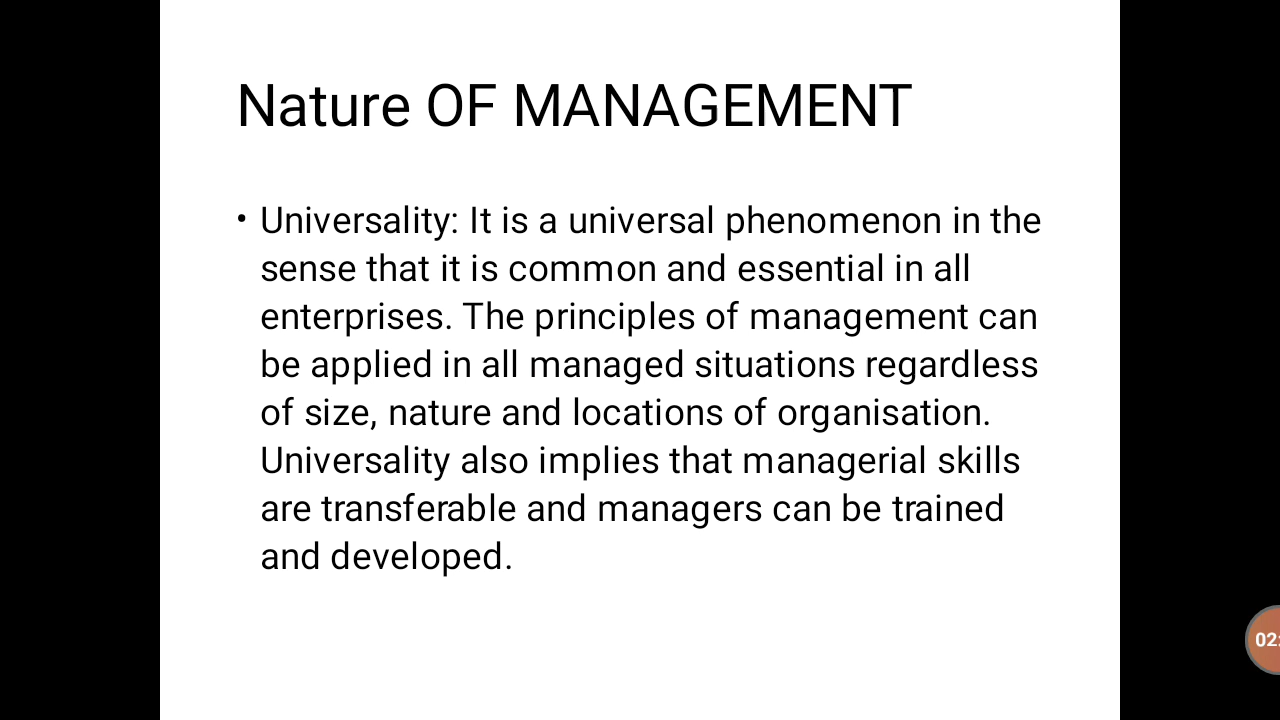 Nature OF MANAGEMENT
• Universality: It is a universal phenomenon in the
sense that it is common and essential in all
enterprises. The principles of management can
be applied in all managed situations regardless
of size, nature and locations of organisation.
Universality also implies that managerial skills
are transferable and managers can be trained
and developed.
02: